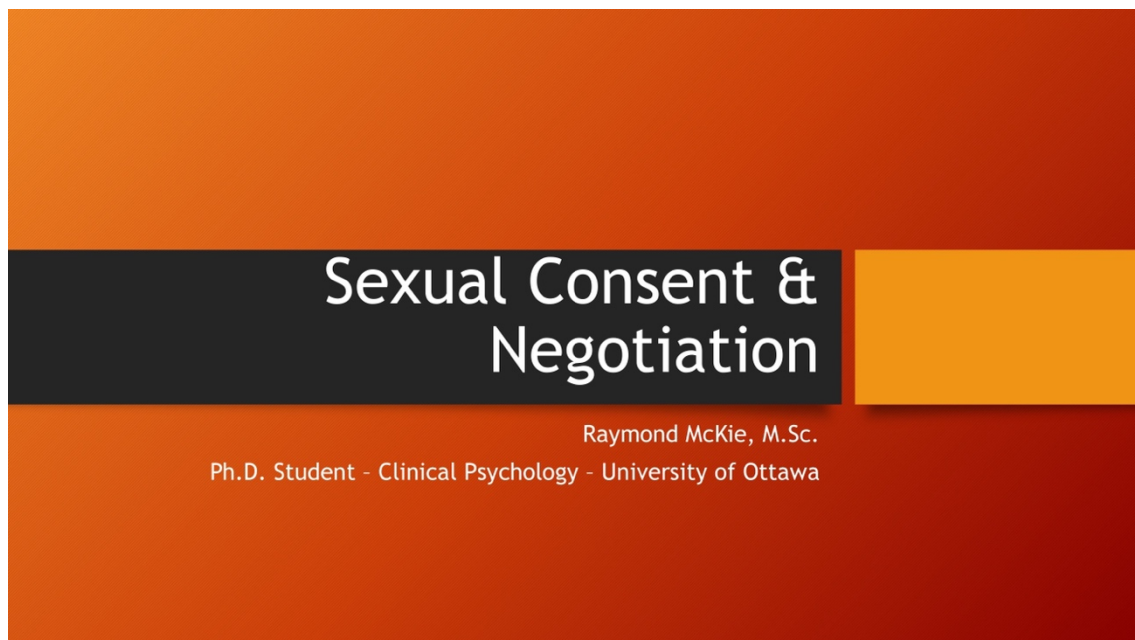 Sexual Consent &
Negotiation
Raymond McKie, M.Sc.
Ph.D. Student – Clinical Psychology – University of Ottawa